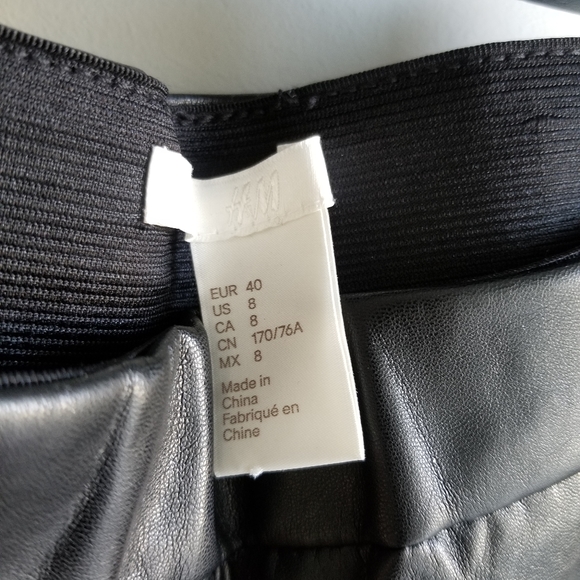 H&M
EUR 40
US 8
CA 8
CN 170/76A
MX 8
Made in
China
Fabriqué en
Chine